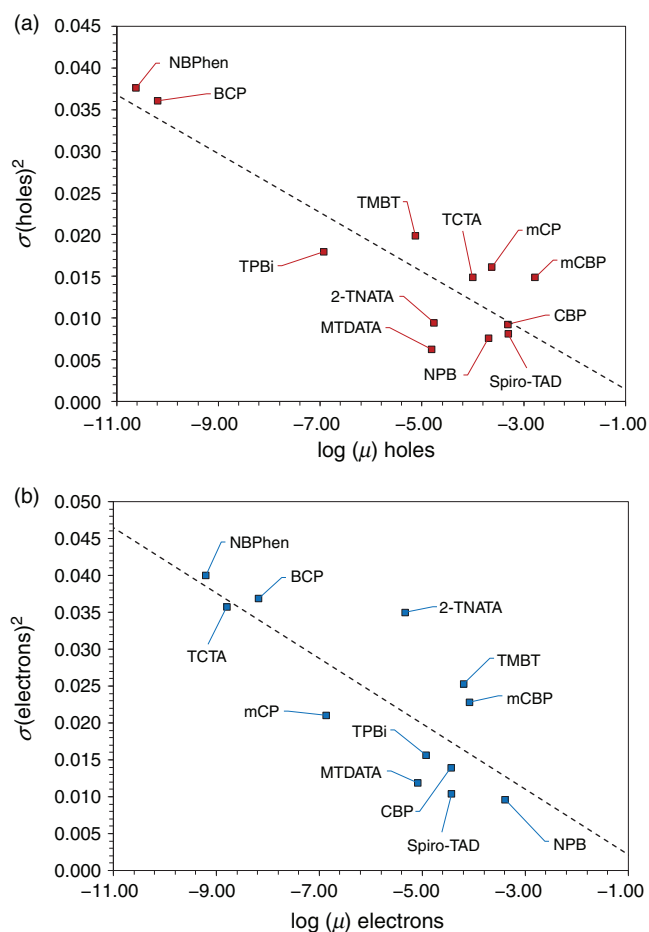 (a)
σ(holes)²
0.045
0.040
0.035
0.030
0.025
0.020
0.015
0.010
0.005
0.000
NBPhen
BCP
TMBT
TCTA
mCP
mCBP
TPBi
2-TNATA
CBP
MTDATA
NPB
Spiro-TAD
−11.00 −9.00 −7.00 −5.00 −3.00 −1.00
log (μ) holes
(b)
σ(electrons)²
0.050
0.045
0.040
0.035
0.030
0.025
0.020
0.015
0.010
0.005
0.000
NBPhen
BCP
2-TNATA
TCTA
TMBT
mCBP
mCP
TPBi
MTDATA
CBP
Spiro-TAD
NPB
−11.00 −9.00 −7.00 −5.00 −3.00 −1.00
log (μ) electrons